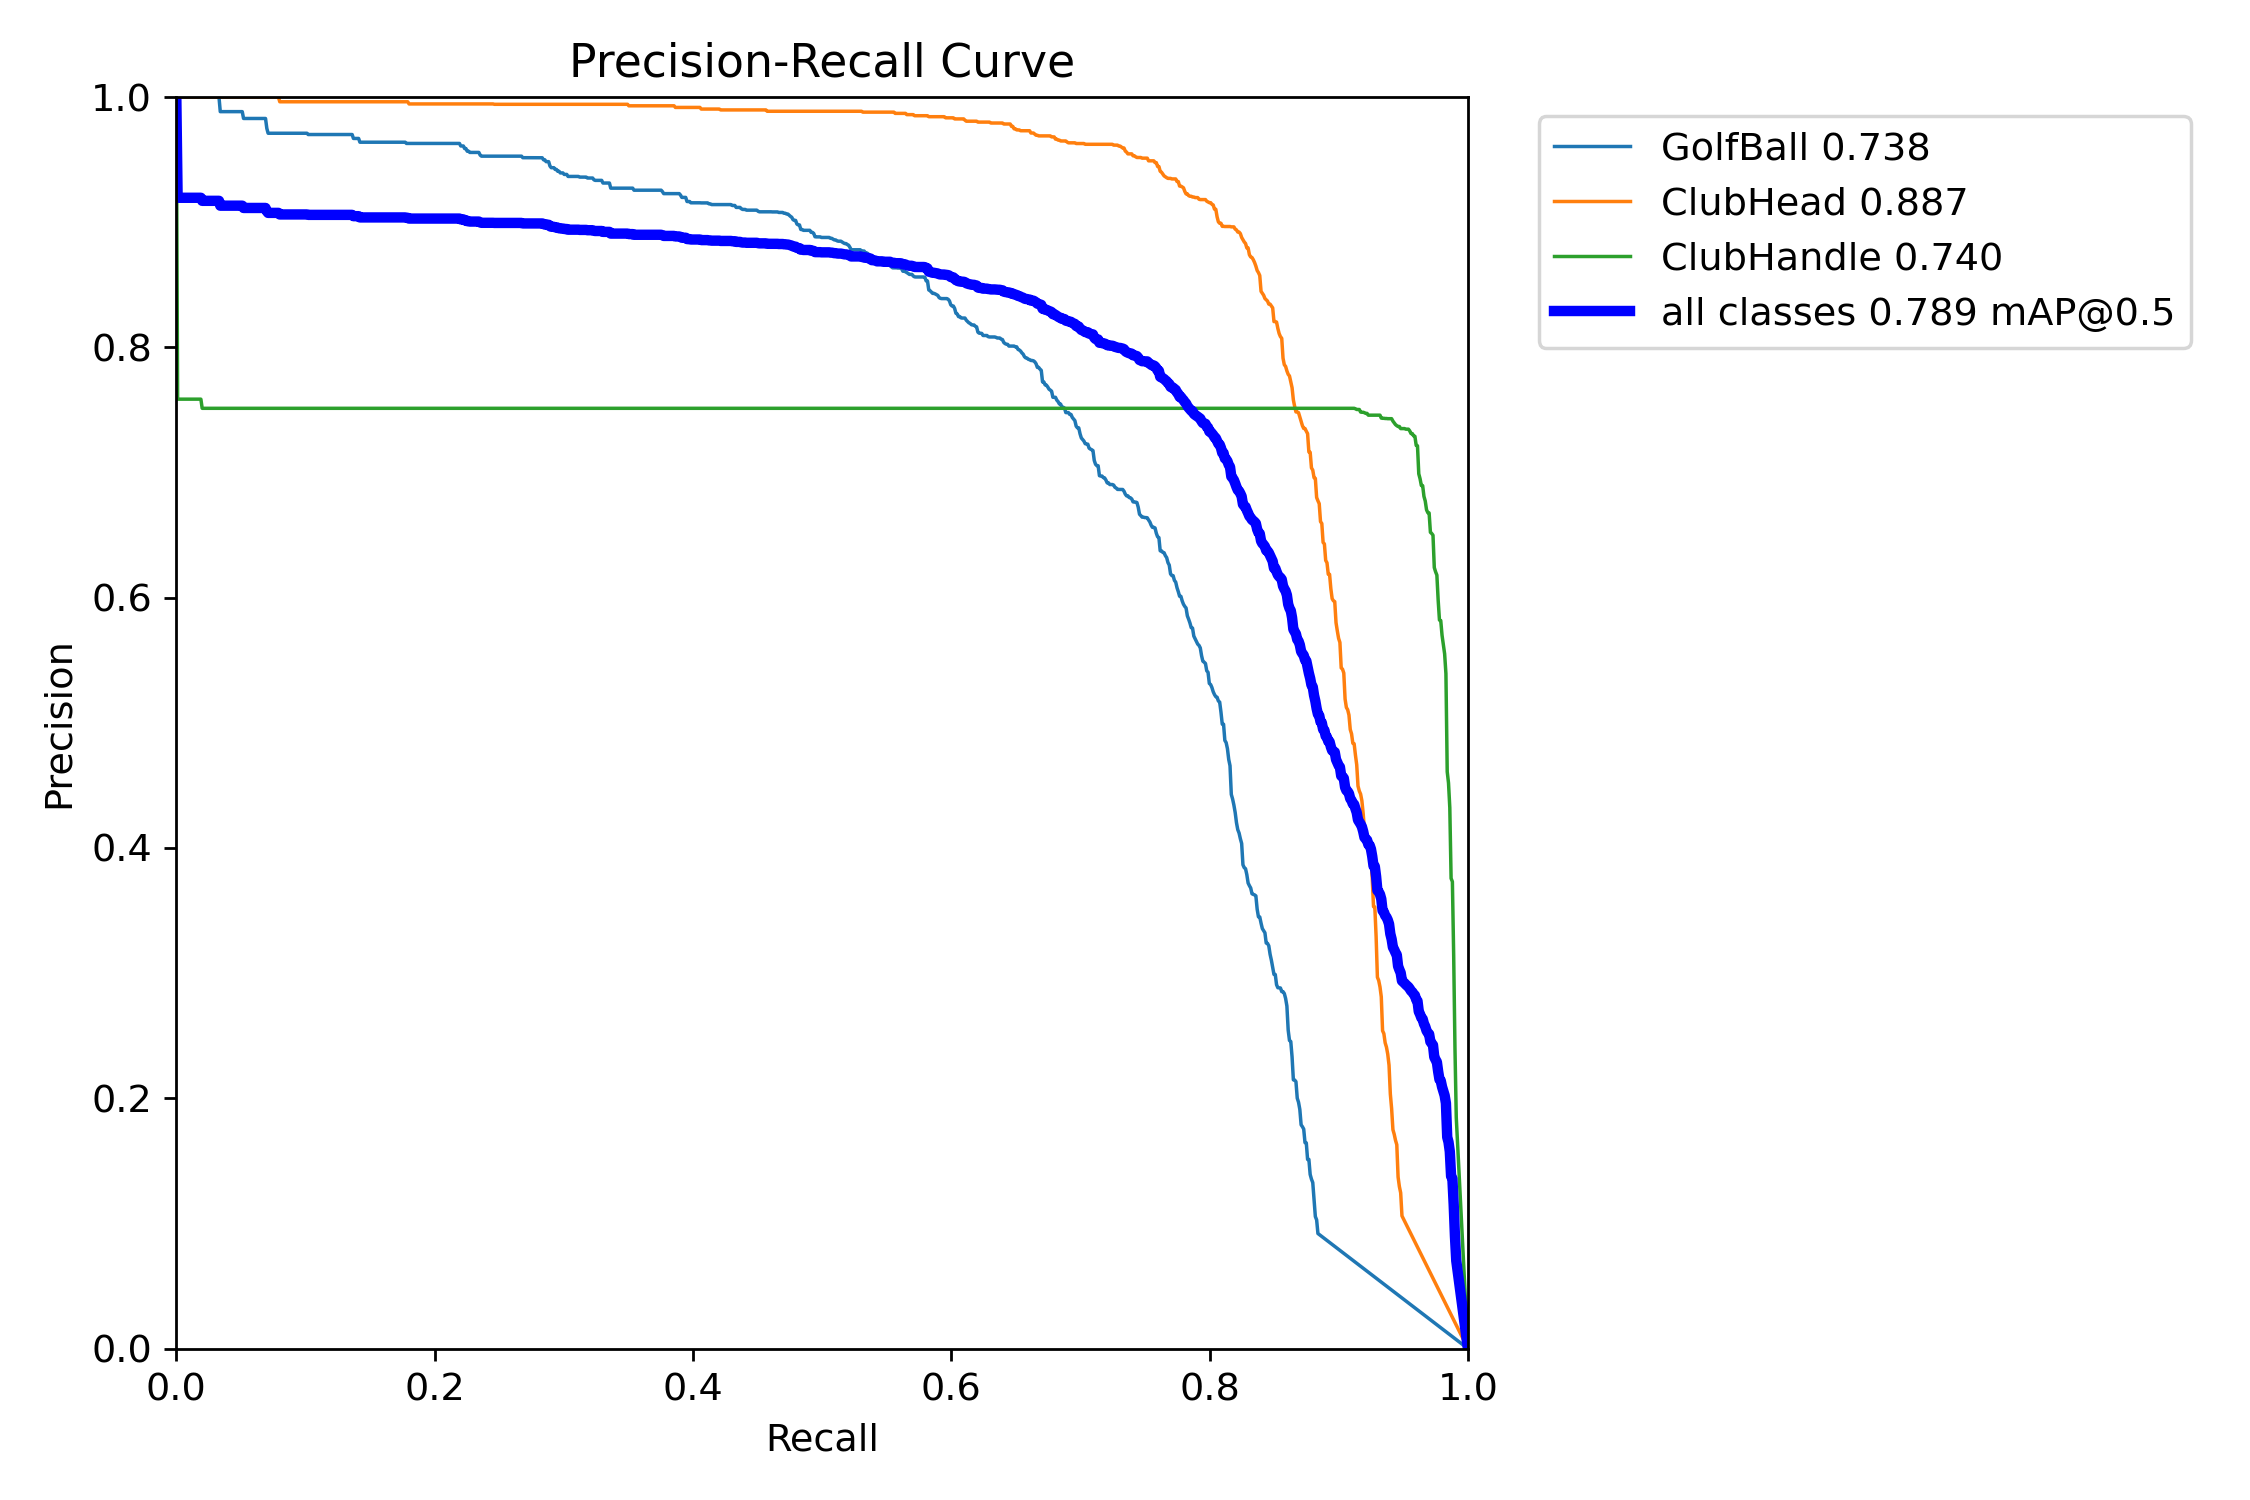 Precision-Recall Curve
1.0
0.8
0.6
0.4
0.2
0.0
Precision
0.0 0.2 0.4 0.6 0.8 1.0
Recall
GolfBall 0.738
ClubHead 0.887
ClubHandle 0.740
all classes 0.789 mAP@0.5